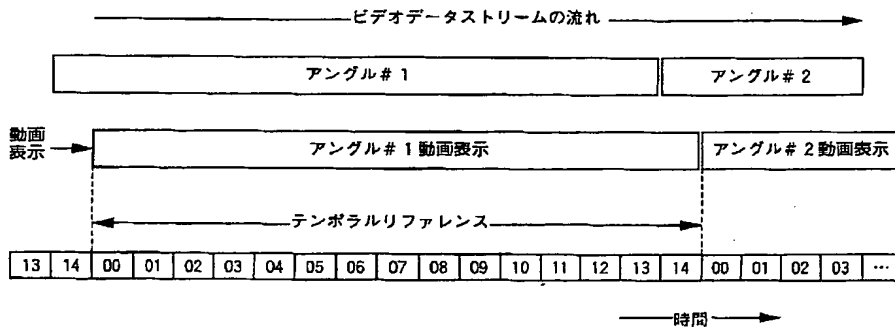 ビデオデータストリームの流れ
アングル#1
アングル#2
動画
表示
アングル#1動画表示
アングル#2動画表示
テンポラルリファレンス
13 14 00 01 02 03 04 05 06 07 08 09 10 11 12 13 14 00 01 02 03 …
時間